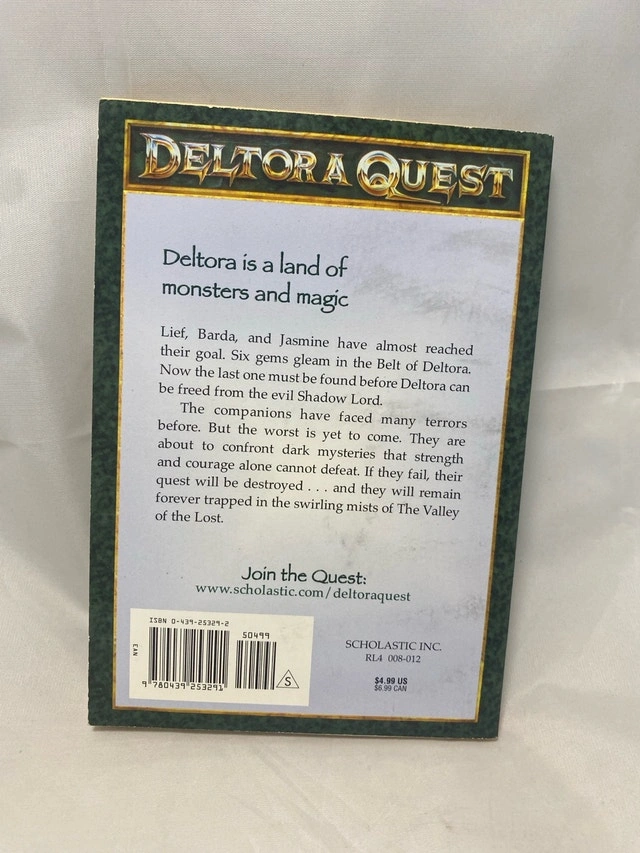 DELTORA QUEST
Deltora is a land of
monsters and magic
Lief, Barda, and Jasmine have almost reached
their goal. Six gems gleam in the Belt of Deltora.
Now the last one must be found before Deltora can
be freed from the evil Shadow Lord.
The companions have faced many terrors
before. But the worst is yet to come. They are
about to confront dark mysteries that strength
and courage alone cannot defeat. If they fail, their
quest will be destroyed . . . and they will remain
forever trapped in the swirling mists of The Valley
of the Lost.
Join the Quest:
www.scholastic.com/deltoraquest
ISBN 0-439-25329-2
50499
EAN
9 780439 253291
S
SCHOLASTIC INC.
RL4 008-012
$4.99 US
$6.99 CAN